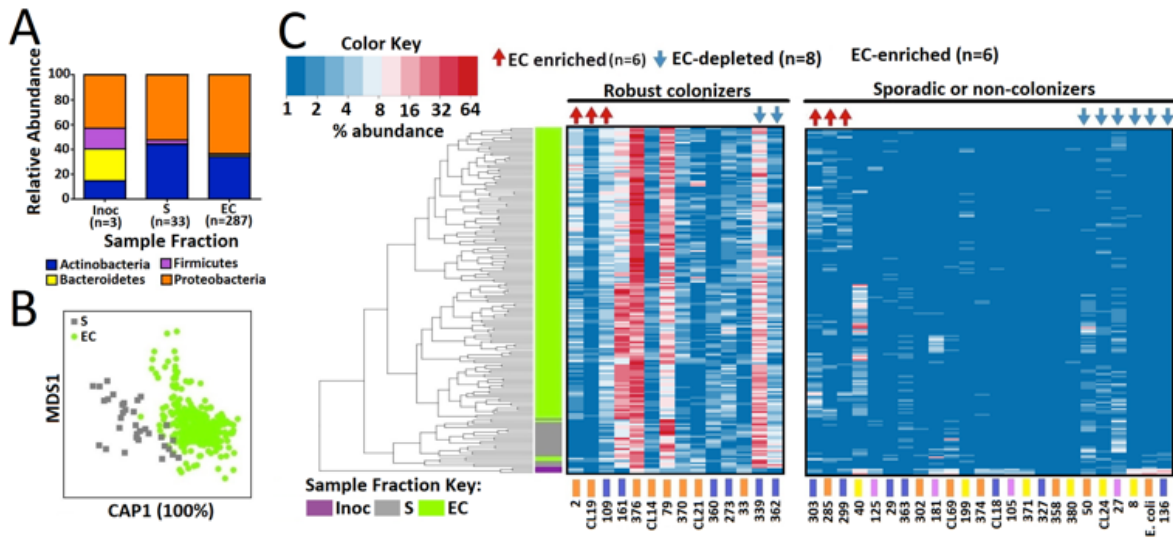 A
Relative Abundance
100
80
60
40
20
0
Inoc
(n=3)
S
(n=33)
EC
(n=287)
Sample Fraction
Actinobacteria
Firmicutes
Bacteroidetes
Proteobacteria
B
S
EC
MDS1
CAP1 (100%)
C
Color Key
1 2 4 8 16 32 64
% abundance
EC enriched (n=6)
EC-depleted (n=8)
EC-enriched (n=6)
Robust colonizers
Sporadic or non-colonizers
Sample Fraction Key:
Inoc S EC
2
CL19
109
161
376
CL14
79
370
CL21
360
273
33
339
362
303
285
299
40
125
29
363
302
181
CL69
199
374
CL18
105
371
327
358
380
50
CL24
27
8
E. coli
136